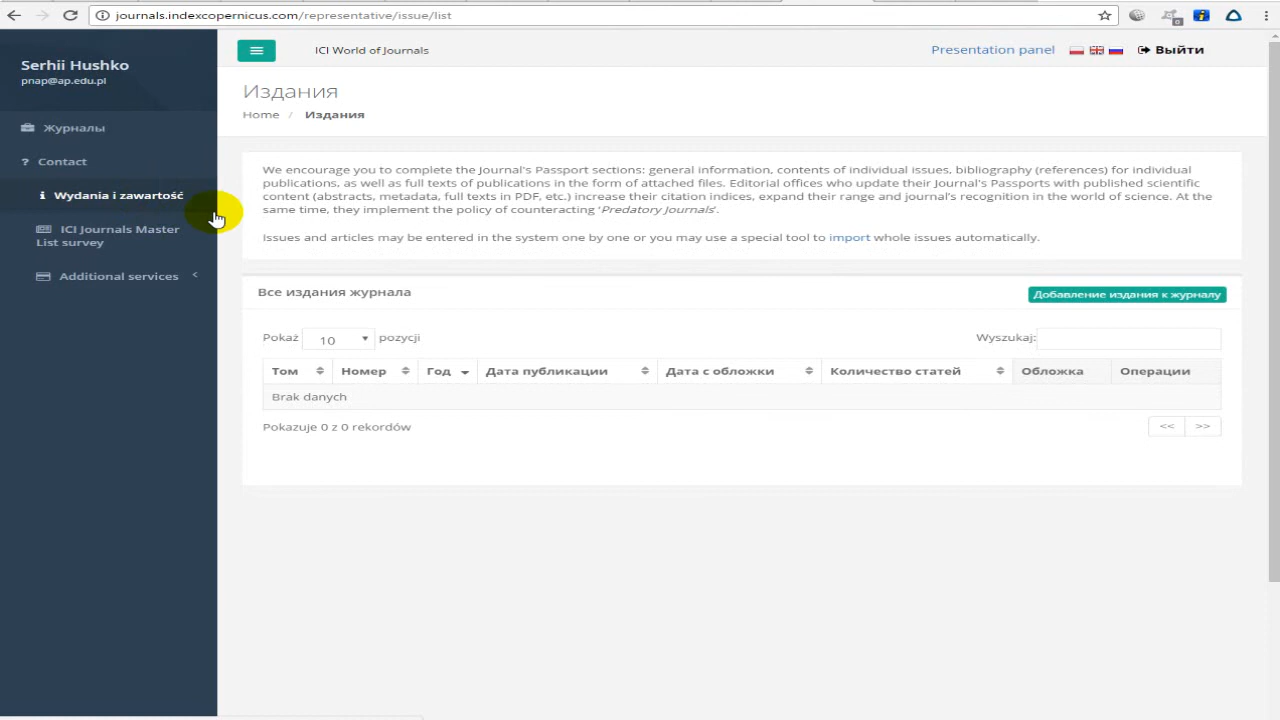 journals.indexcopernicus.com/representative/issue/list
Serhii Hushko
pnap@ap.edu.pl
ICI World of Journals
Presentation panel
Выйти
Журналы
? Contact
Wydania i zawartość
ICI Journals Master
List survey
Additional services
Издания
Home / Издания
We encourage you to complete the Journal's Passport sections: general information, contents of individual issues, bibliography (references) for individual
publications, as well as full texts of publications in the form of attached files. Editorial offices who update their Journal's Passports with published scientific
content (abstracts, metadata, full texts in PDF, etc.) increase their citation indices, expand their range and journal's recognition in the world of science. At the
same time, they implement the policy of counteracting 'Predatory Journals'.
Issues and articles may be entered in the system one by one or you may use a special tool to import whole issues automatically.
Все издания журнала
Добавление издания к журналу
Pokaż 10 pozycji
Wyszukaj:
Том Номер Год Дата публикации Дата с обложки Количество статей Обложка Операции
Brak danych
Pokazuje 0 z 0 rekordów
<< >>